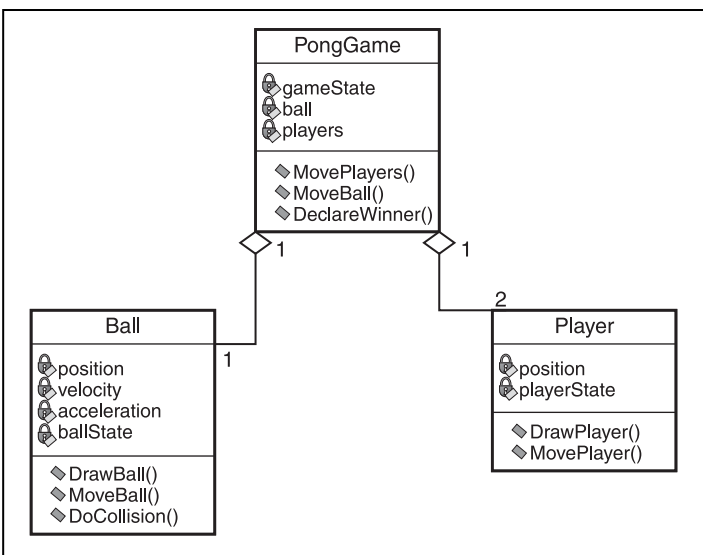 PongGame
gameState
ball
players
MovePlayers()
MoveBall()
DeclareWinner()
1
1
Ball
1
position
velocity
acceleration
ballState
DrawBall()
MoveBall()
DoCollision()
2
Player
position
playerState
DrawPlayer()
MovePlayer()